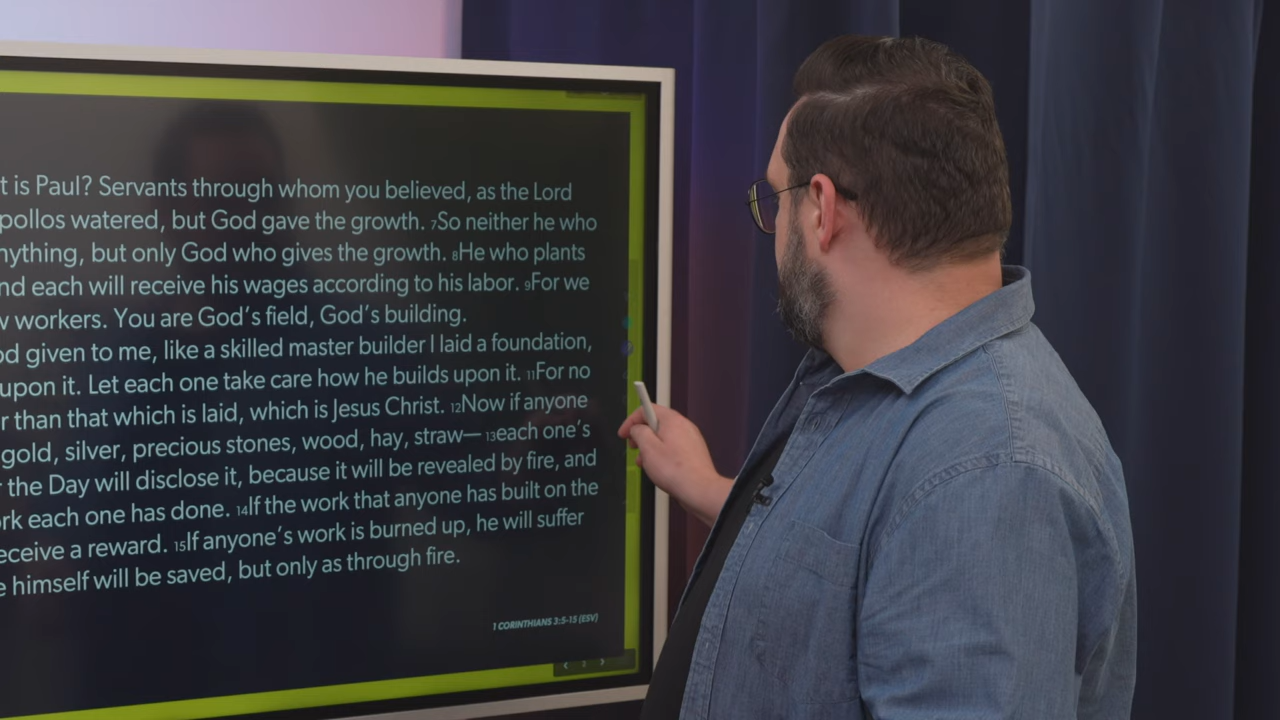 t is Paul? Servants through whom you believed, as the Lord
pollos watered, but God gave the growth. 7So neither he who
nything, but only God who gives the growth. 8He who plants
nd each will receive his wages according to his labor. 9For we
w workers. You are God's field, God's building.
od given to me, like a skilled master builder I laid a foundation,
upon it. Let each one take care how he builds upon it. 11For no
r than that which is laid, which is Jesus Christ. 12Now if anyone
gold, silver, precious stones, wood, hay, straw— 13each one's
r the Day will disclose it, because it will be revealed by fire, and
ork each one has done. 14If the work that anyone has built on the
eceive a reward. 15If anyone's work is burned up, he will suffer
e himself will be saved, but only as through fire.
1 CORINTHIANS 3:5-15 (ESV)